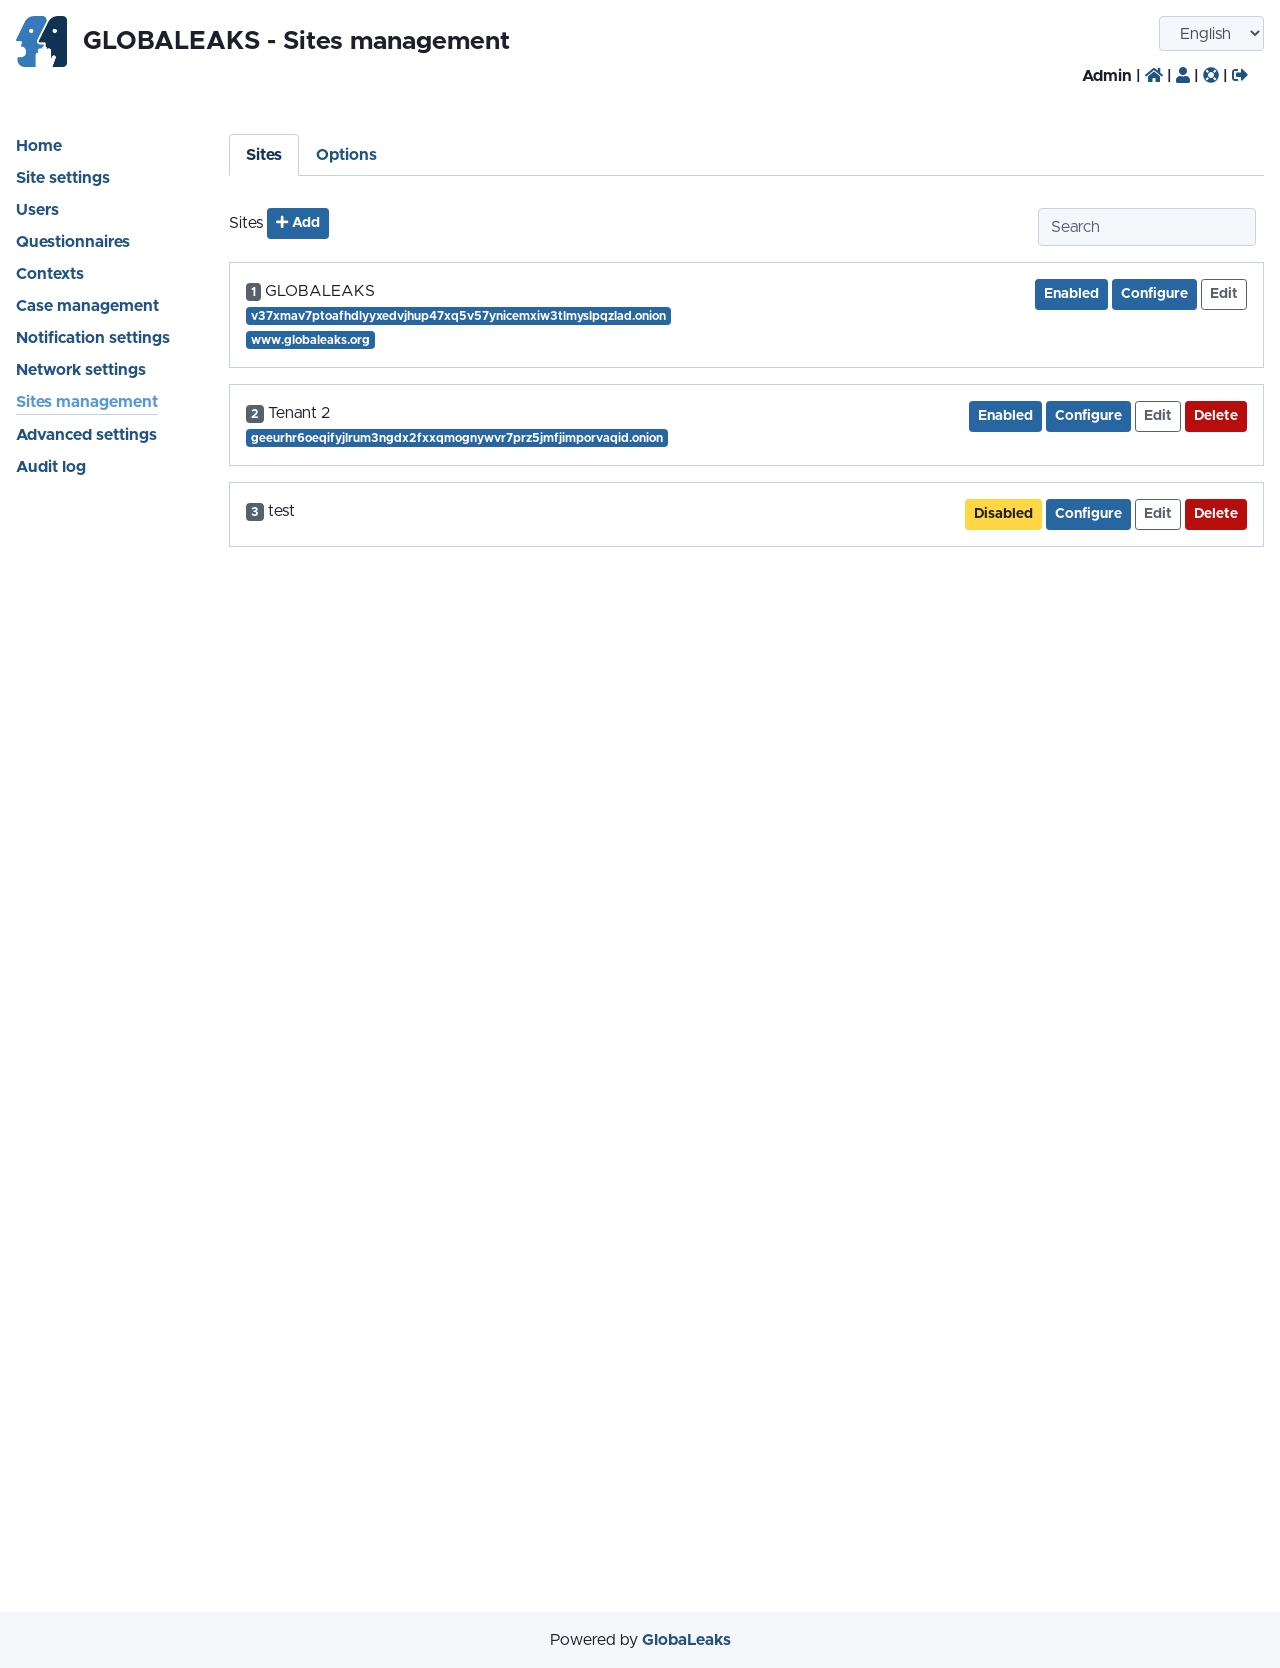 GLOBALEAKS - Sites management
English
Admin | | | |
Home
Site settings
Users
Questionnaires
Contexts
Case management
Notification settings
Network settings
Sites management
Advanced settings
Audit log
Sites Options
Sites Add
Search
1 GLOBALEAKS
v37xmav7ptoafhdlyyxedvjhup47xq5v57ynicemxiw3tlmyslpqzlad.onion
www.globaleaks.org
Enabled Configure Edit
2 Tenant 2
geeurhr6oeqifyjlrum3ngdx2fxxqmognywvr7prz5jmfjimporvaqid.onion
Enabled Configure Edit Delete
3 test
Disabled Configure Edit Delete
Powered by GlobaLeaks